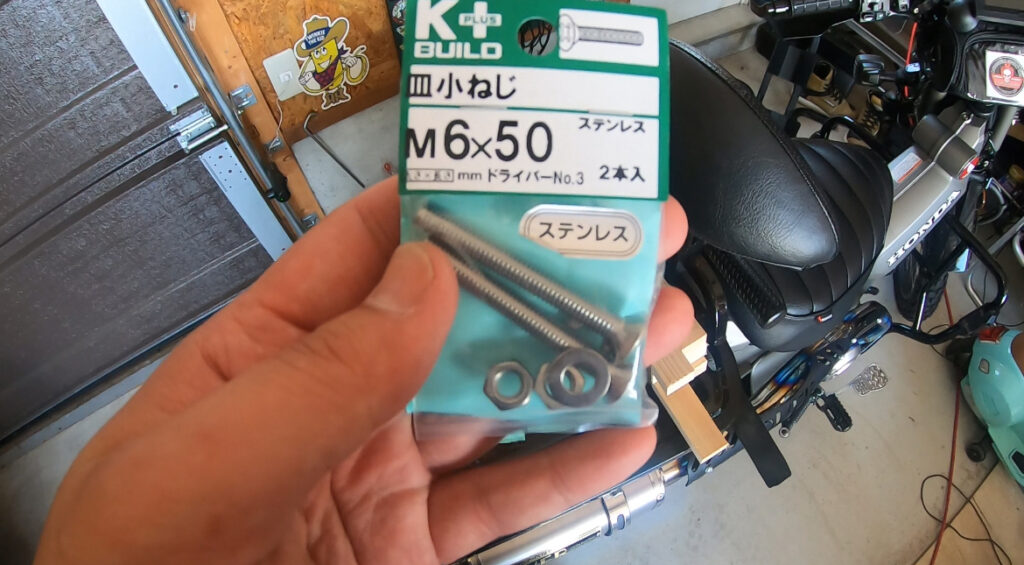 K+
PLUS
BUILD
皿小ねじ
M6×50
ステンレス
mm ドライバーNo.3
2本入
ステンレス
HONDA